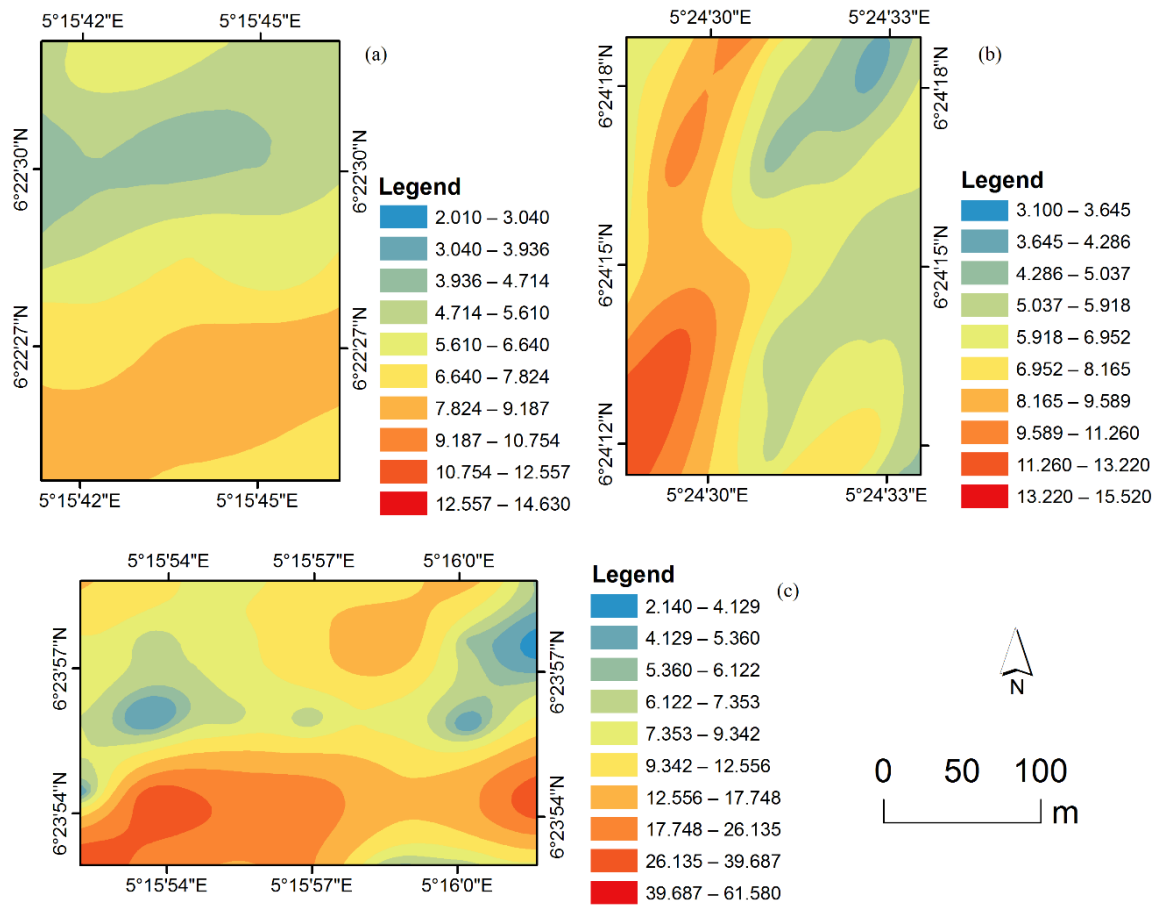 5°15'42"E 5°15'45"E
(a)
6°22'30"N 6°22'30"N
6°22'27"N 6°22'27"N
5°15'42"E 5°15'45"E
Legend
2.010 – 3.040
3.040 – 3.936
3.936 – 4.714
4.714 – 5.610
5.610 – 6.640
6.640 – 7.824
7.824 – 9.187
9.187 – 10.754
10.754 – 12.557
12.557 – 14.630
5°24'30"E 5°24'33"E
(b)
6°24'18"N 6°24'18"N
6°24'15"N 6°24'15"N
6°24'12"N 6°24'12"N
5°24'30"E 5°24'33"E
Legend
3.100 – 3.645
3.645 – 4.286
4.286 – 5.037
5.037 – 5.918
5.918 – 6.952
6.952 – 8.165
8.165 – 9.589
9.589 – 11.260
11.260 – 13.220
13.220 – 15.520
5°15'54"E 5°15'57"E 5°16'0"E
(c)
6°23'57"N 6°23'57"N
6°23'54"N 6°23'54"N
5°15'54"E 5°15'57"E 5°16'0"E
Legend
2.140 – 4.129
4.129 – 5.360
5.360 – 6.122
6.122 – 7.353
7.353 – 9.342
9.342 – 12.556
12.556 – 17.748
17.748 – 26.135
26.135 – 39.687
39.687 – 61.580
N
0 50 100
m